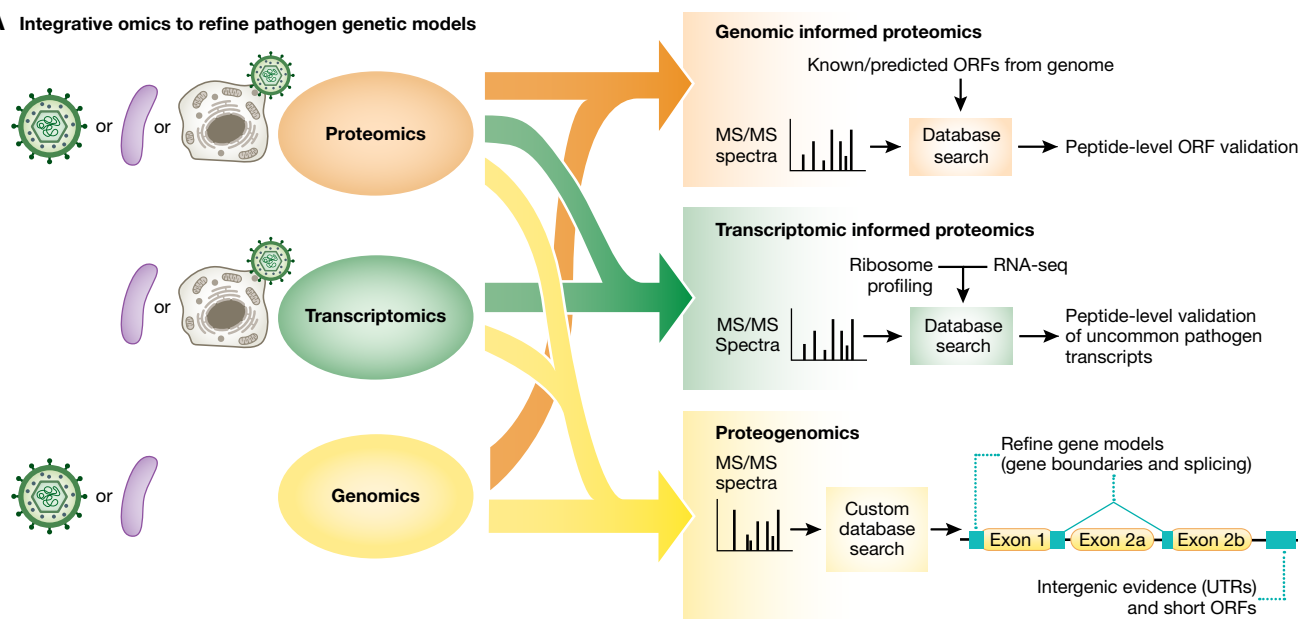 A Integrative omics to refine pathogen genetic models
or
or
Proteomics
or
Transcriptomics
or
Genomics
Genomic informed proteomics
Known/predicted ORFs from genome
MS/MS
spectra
Database
search
Peptide-level ORF validation
Transcriptomic informed proteomics
Ribosome
profiling
RNA-seq
MS/MS
Spectra
Database
search
Peptide-level validation
of uncommon pathogen
transcripts
Proteogenomics
MS/MS
spectra
Custom
database
search
Refine gene models
(gene boundaries and splicing)
Exon 1
Exon 2a
Exon 2b
Intergenic evidence (UTRs)
and short ORFs